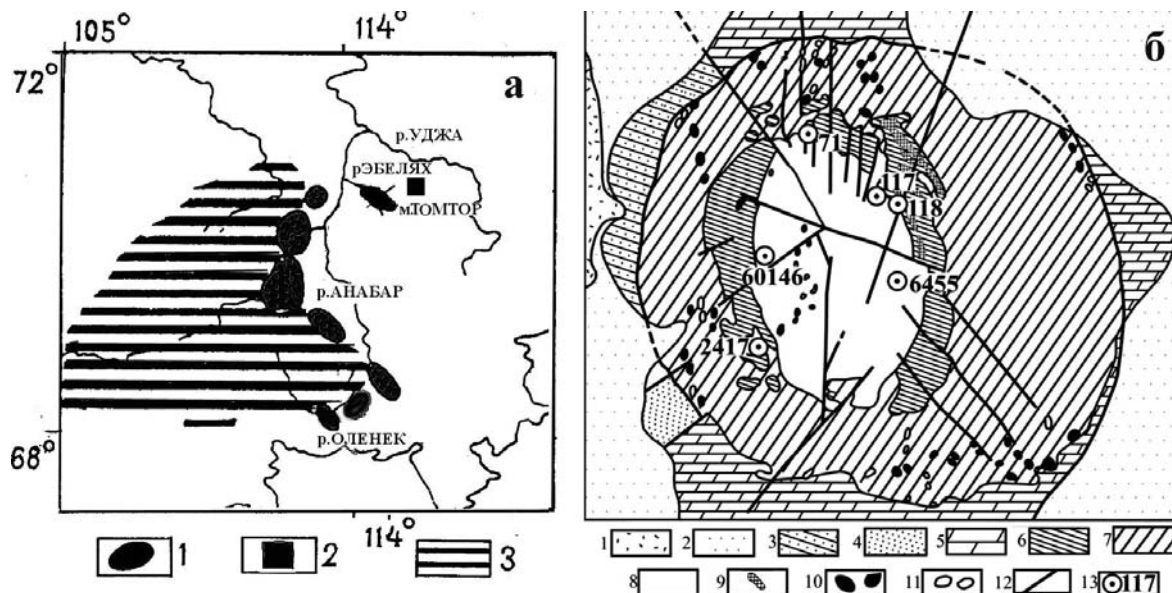 105° 114°
72°
а
р.УДЖА
рЭБЕЛЯХ
м.ТОМТОР
р.АНАБАР
68°
р.ОЛЕНЕК
114°
1 2 3
б
71
117
118
60146
6455
2417
1 2 3 4 5 6 7
8 9 10 11 12 13 117